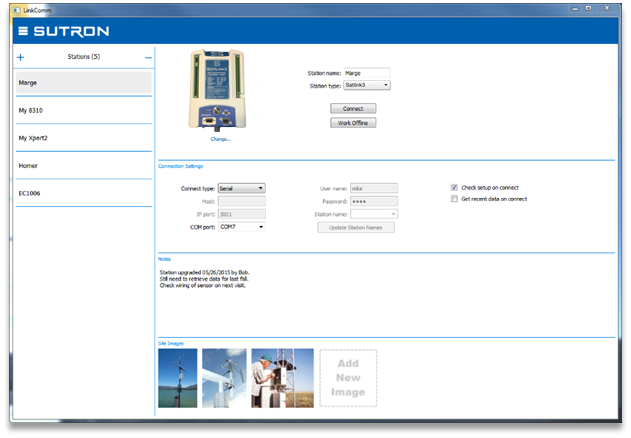 LinkComm
SUTRON
Stations (5)
Marge
My 8310
My Xpert2
Homer
EC1006
Change...
Station name: Marge
Station type: Satlink3
Connect
Work Offline
Connection Settings
Connect type: Serial
Host:
IP port: 3001
COM port: COM7
User name: mike
Password: ****
Station name:
Update Station Names
Check setup on connect
Get recent data on connect
Notes
Station upgraded 05/26/2015 by Bob.
Still need to retrieve data for last fall.
Check wiring of sensor on next visit.
Site Images
Add
New
Image